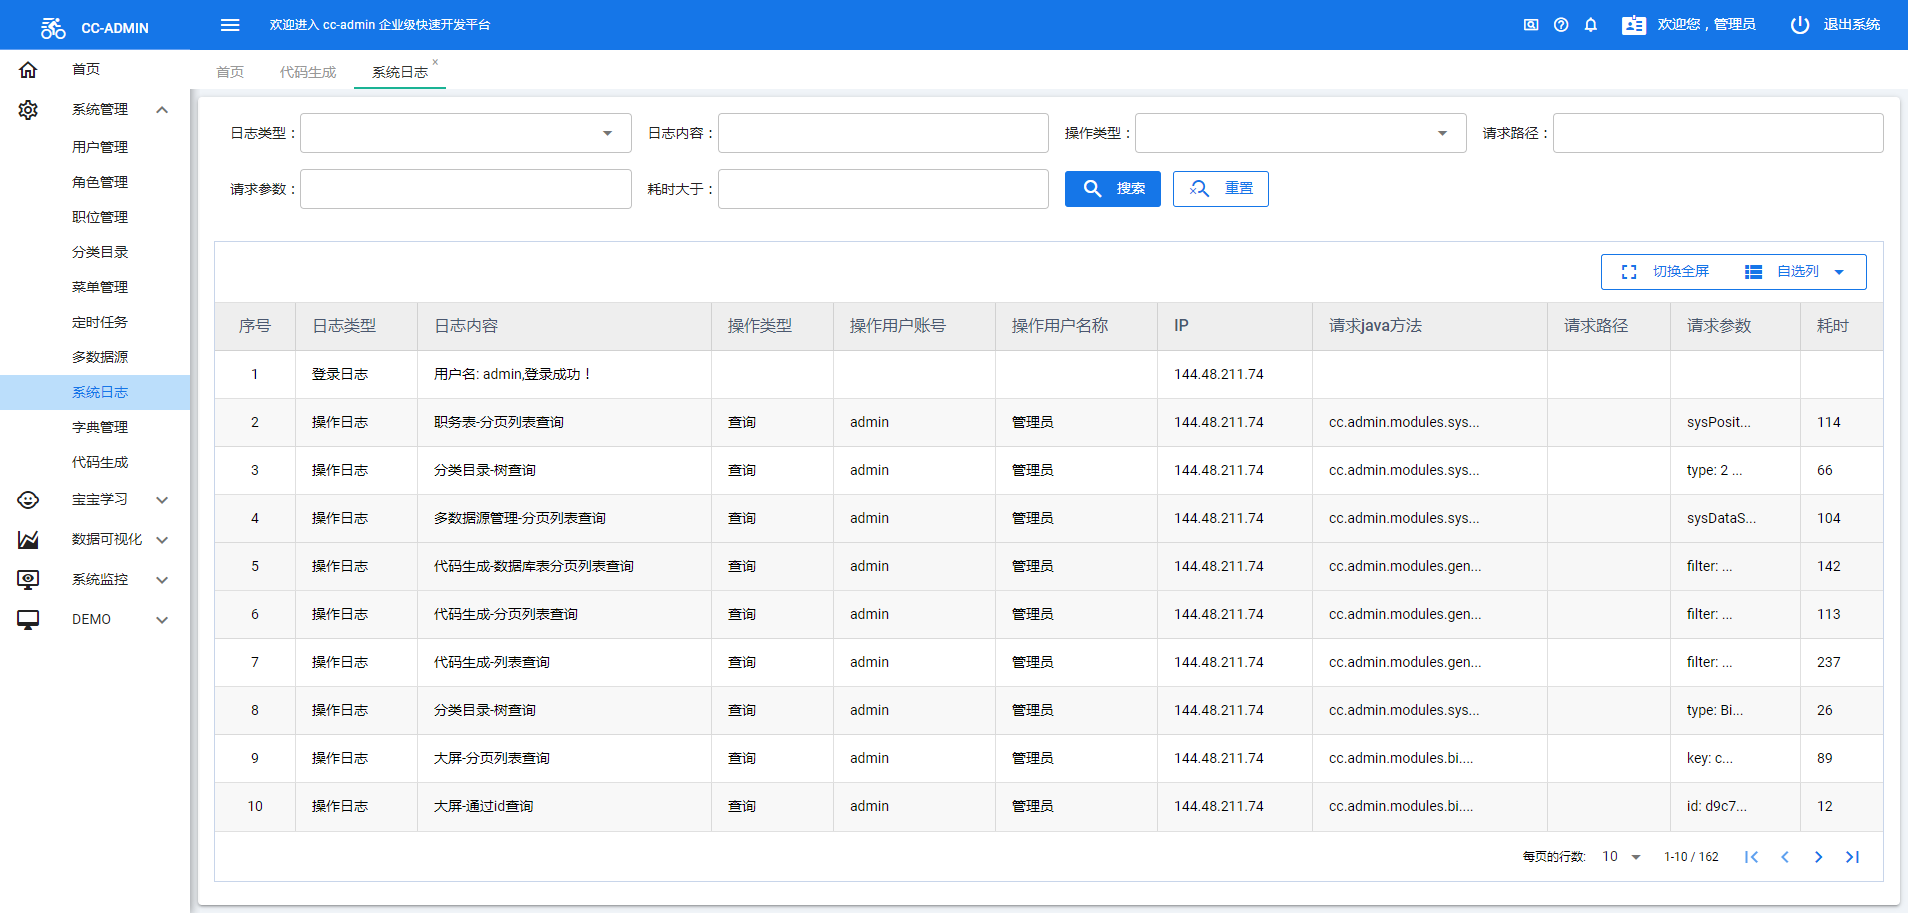 CC-ADMIN
欢迎进入 cc-admin 企业级快速开发平台
欢迎您，管理员
退出系统
首页
系统管理
用户管理
角色管理
职位管理
分类目录
菜单管理
定时任务
多数据源
系统日志
字典管理
代码生成
宝宝学习
数据可视化
系统监控
DEMO
首页 代码生成 系统日志 ×
日志类型： 日志内容： 操作类型： 请求路径：
请求参数： 耗时大于： 搜索 重置
切换全屏 自选列
序号 日志类型 日志内容 操作类型 操作用户账号 操作用户名称 IP 请求java方法 请求路径 请求参数 耗时
1 登录日志 用户名: admin,登录成功！ 144.48.211.74
2 操作日志 职务表-分页列表查询 查询 admin 管理员 144.48.211.74 cc.admin.modules.sys... sysPosit... 114
3 操作日志 分类目录-树查询 查询 admin 管理员 144.48.211.74 cc.admin.modules.sys... type: 2 ... 66
4 操作日志 多数据源管理-分页列表查询 查询 admin 管理员 144.48.211.74 cc.admin.modules.sys... sysDataS... 104
5 操作日志 代码生成-数据库表分页列表查询 查询 admin 管理员 144.48.211.74 cc.admin.modules.gen... filter: ... 142
6 操作日志 代码生成-分页列表查询 查询 admin 管理员 144.48.211.74 cc.admin.modules.gen... filter: ... 113
7 操作日志 代码生成-列表查询 查询 admin 管理员 144.48.211.74 cc.admin.modules.gen... filter: ... 237
8 操作日志 分类目录-树查询 查询 admin 管理员 144.48.211.74 cc.admin.modules.sys... type: Bi... 26
9 操作日志 大屏-分页列表查询 查询 admin 管理员 144.48.211.74 cc.admin.modules.bi.... key: c... 89
10 操作日志 大屏-通过id查询 查询 admin 管理员 144.48.211.74 cc.admin.modules.bi.... id: d9c7... 12
每页的行数: 10 1-10 / 162